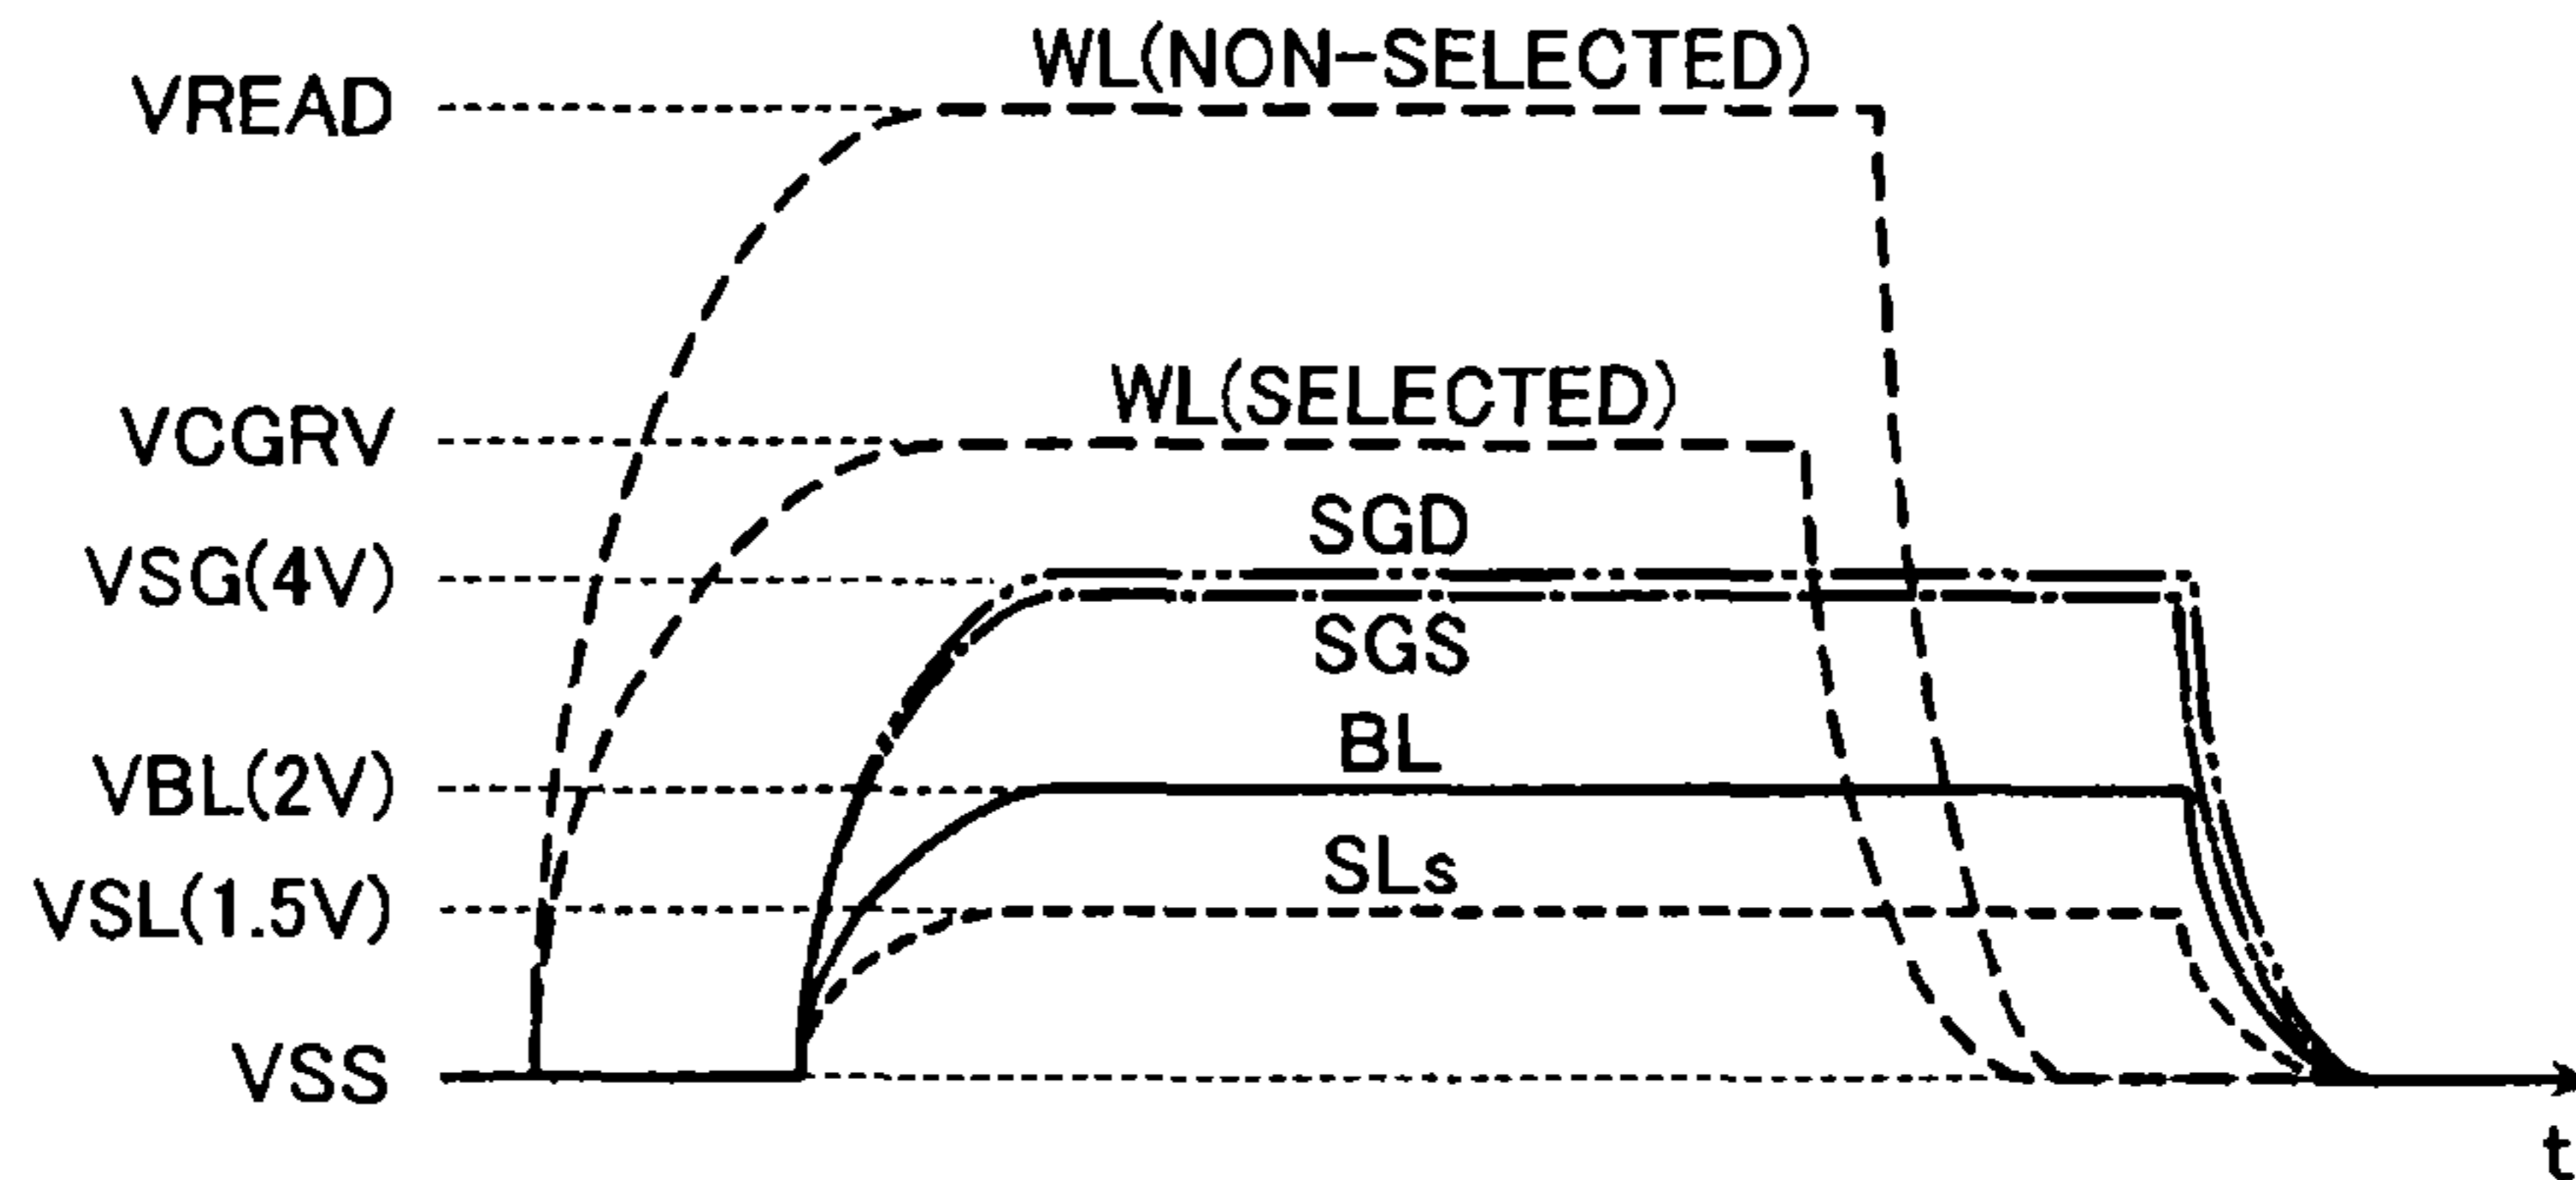 WL(NON-SELECTED)
VREAD
WL(SELECTED)
VCGRV
SGD
VSG(4V)
SGS
BL
VBL(2V)
SLs
VSL(1.5V)
VSS
t